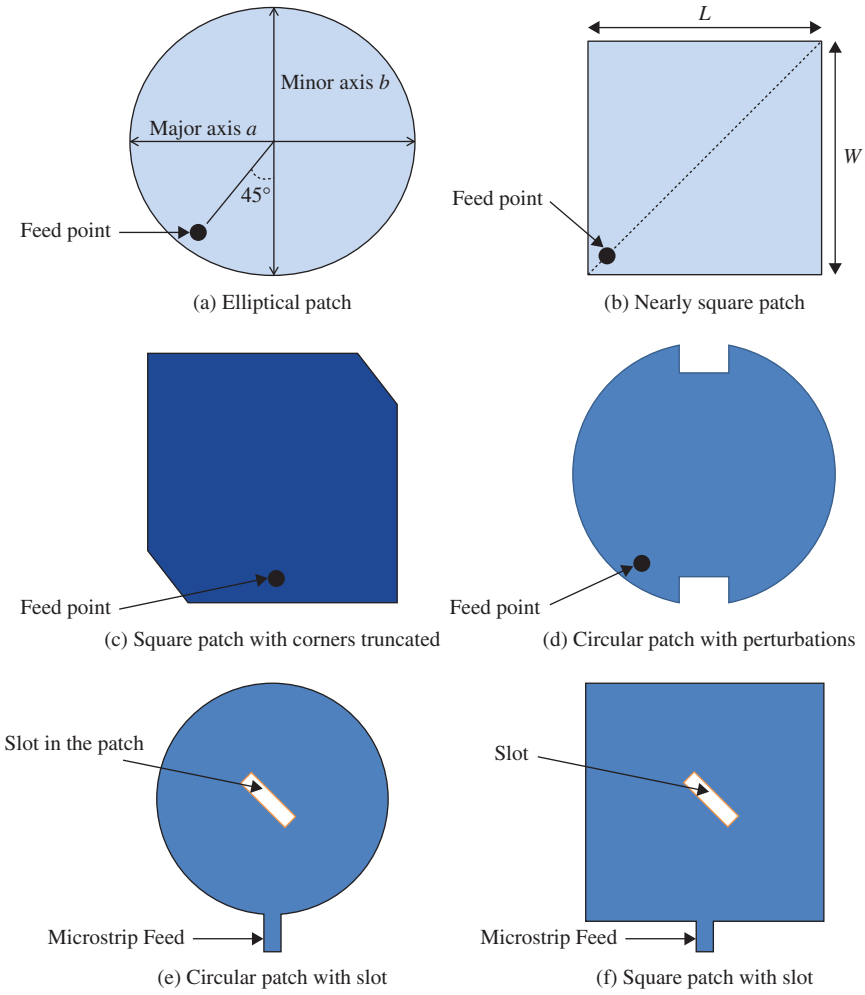 Minor axis b
Major axis a
45°
Feed point
(a) Elliptical patch
L
W
Feed point
(b) Nearly square patch
Feed point
(c) Square patch with corners truncated
Feed point
(d) Circular patch with perturbations
Slot in the patch
Microstrip Feed
(e) Circular patch with slot
Slot
Microstrip Feed
(f) Square patch with slot